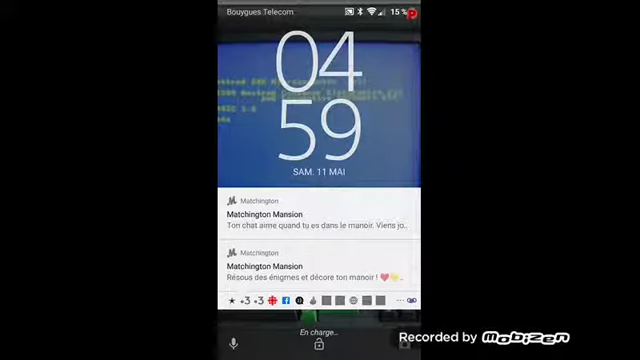 Bouygues Telecom
15 %
04
59
SAM. 11 MAI
Matchington
Matchington Mansion
Ton chat aime quand tu es dans le manoir. Viens jo..
Matchington
Matchington Mansion
Résous des énigmes et décore ton manoir ! ❤️💛..
+3 +3
En charge...
Recorded by MOBIZEN